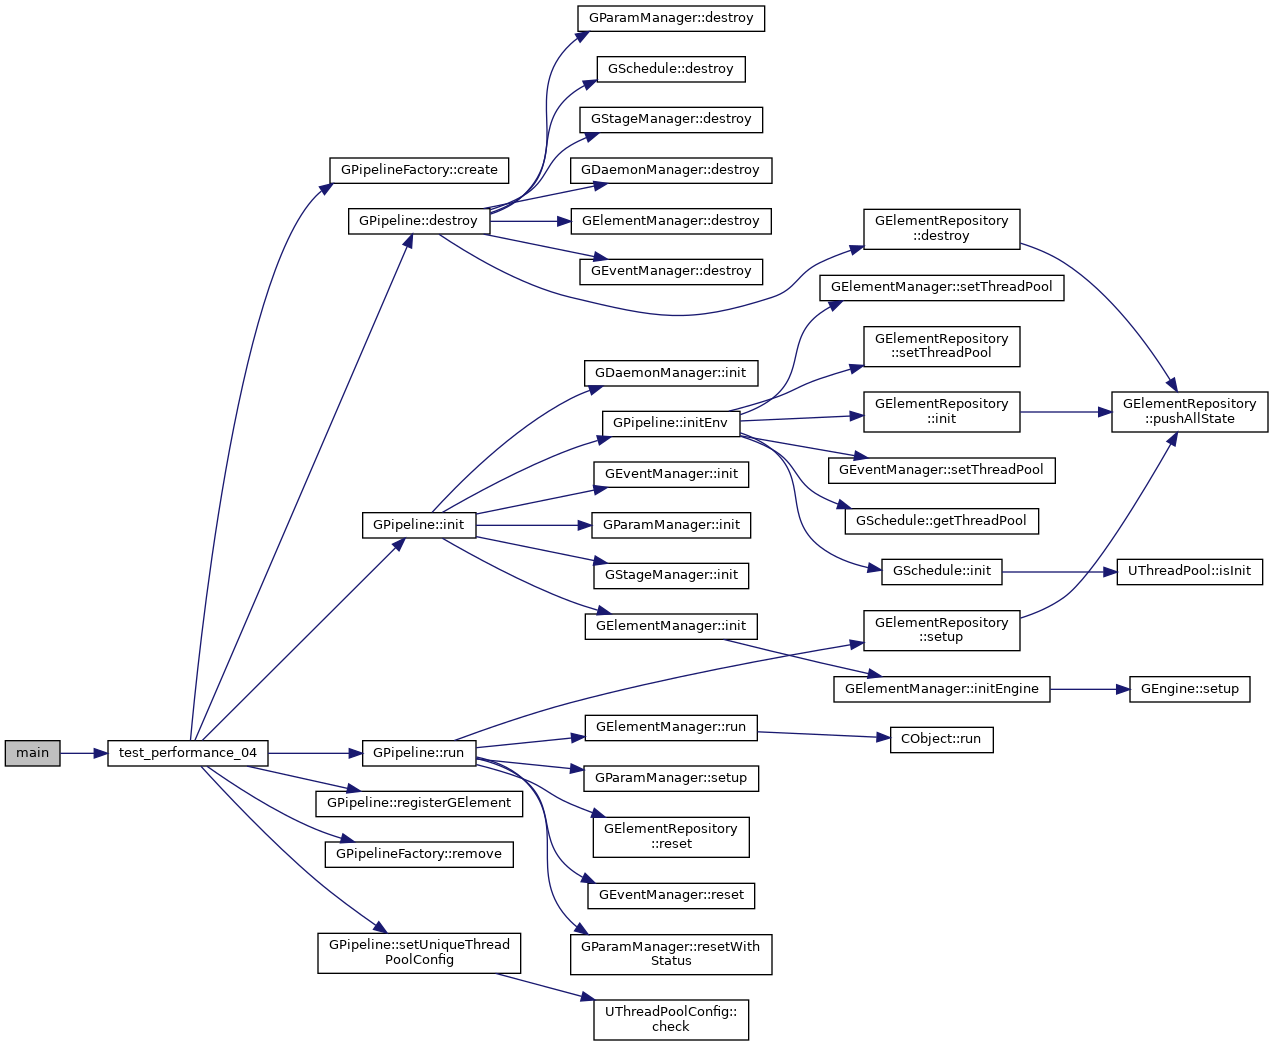 main
test_performance_04
GPipelineFactory::create
GPipeline::destroy
GPipeline::init
GPipeline::run
GPipeline::registerGElement
GPipelineFactory::remove
GPipeline::setUniqueThread
PoolConfig
GParamManager::destroy
GSchedule::destroy
GStageManager::destroy
GDaemonManager::destroy
GElementManager::destroy
GEventManager::destroy
GDaemonManager::init
GPipeline::initEnv
GEventManager::init
GParamManager::init
GStageManager::init
GElementManager::init
GElementManager::run
GParamManager::setup
GElementRepository
::reset
GEventManager::reset
GParamManager::resetWith
Status
UThreadPoolConfig::
check
GElementRepository
::destroy
GElementManager::setThreadPool
GElementRepository
::setThreadPool
GElementRepository
::init
GEventManager::setThreadPool
GSchedule::getThreadPool
GSchedule::init
GElementRepository
::setup
GElementManager::initEngine
CObject::run
GElementRepository
::pushAllState
UThreadPool::isInit
GEngine::setup